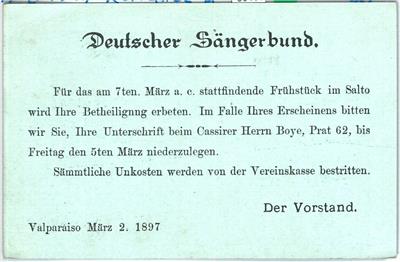 Deutscher Sängerbund.
Für das am 7ten. März a. c. stattfindende Frühstück im Salto
wird Ihre Betheilignng erbeten. Im Falle Ihres Erscheinens bitten
wir Sie, Ihre Unterschrift beim Cassirer Herrn Boye, Prat 62, bis
Freitag den 5ten März niederzulegen.
Sämmtliche Unkosten werden von der Vereinskasse bestritten.
Der Vorstand.
Valparaiso März 2. 1897